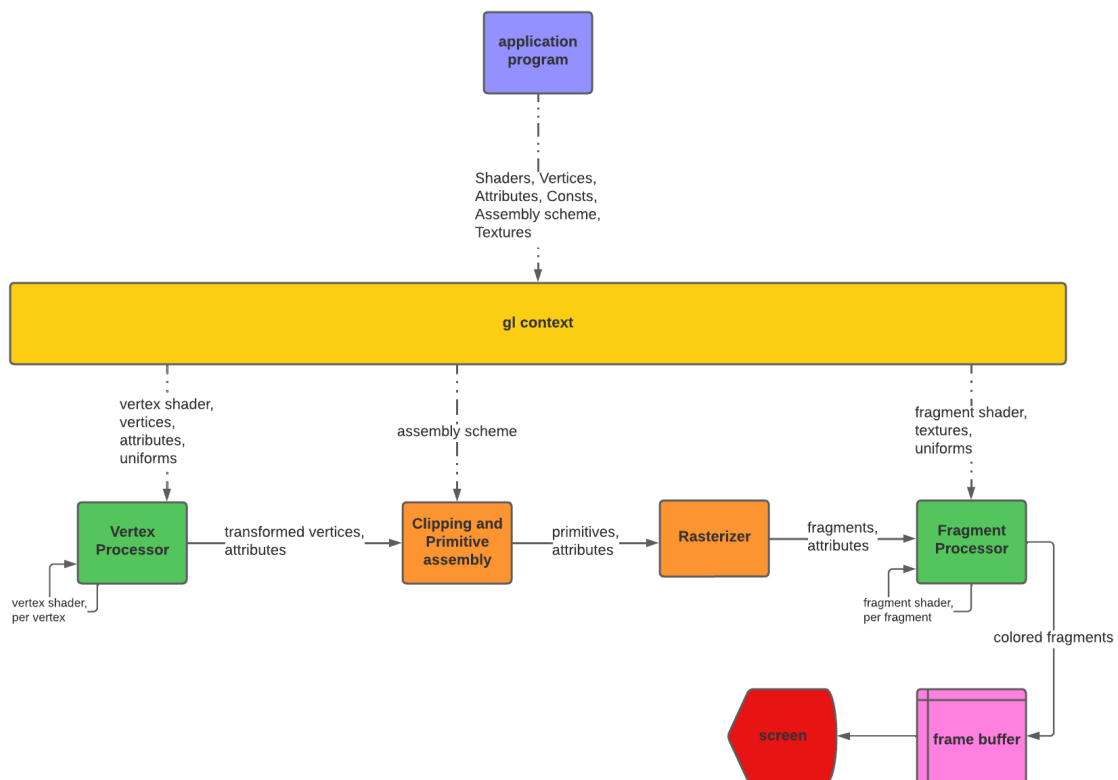 application
program
Shaders, Vertices,
Attributes, Consts,
Assembly scheme,
Textures
gl context
vertex shader,
vertices,
attributes,
uniforms
assembly scheme
fragment shader,
textures,
uniforms
Vertex
Processor
transformed vertices,
attributes
Clipping and
Primitive
assembly
primitives,
attributes
Rasterizer
fragments,
attributes
Fragment
Processor
vertex shader,
per vertex
fragment shader,
per fragment
colored fragments
screen
frame buffer